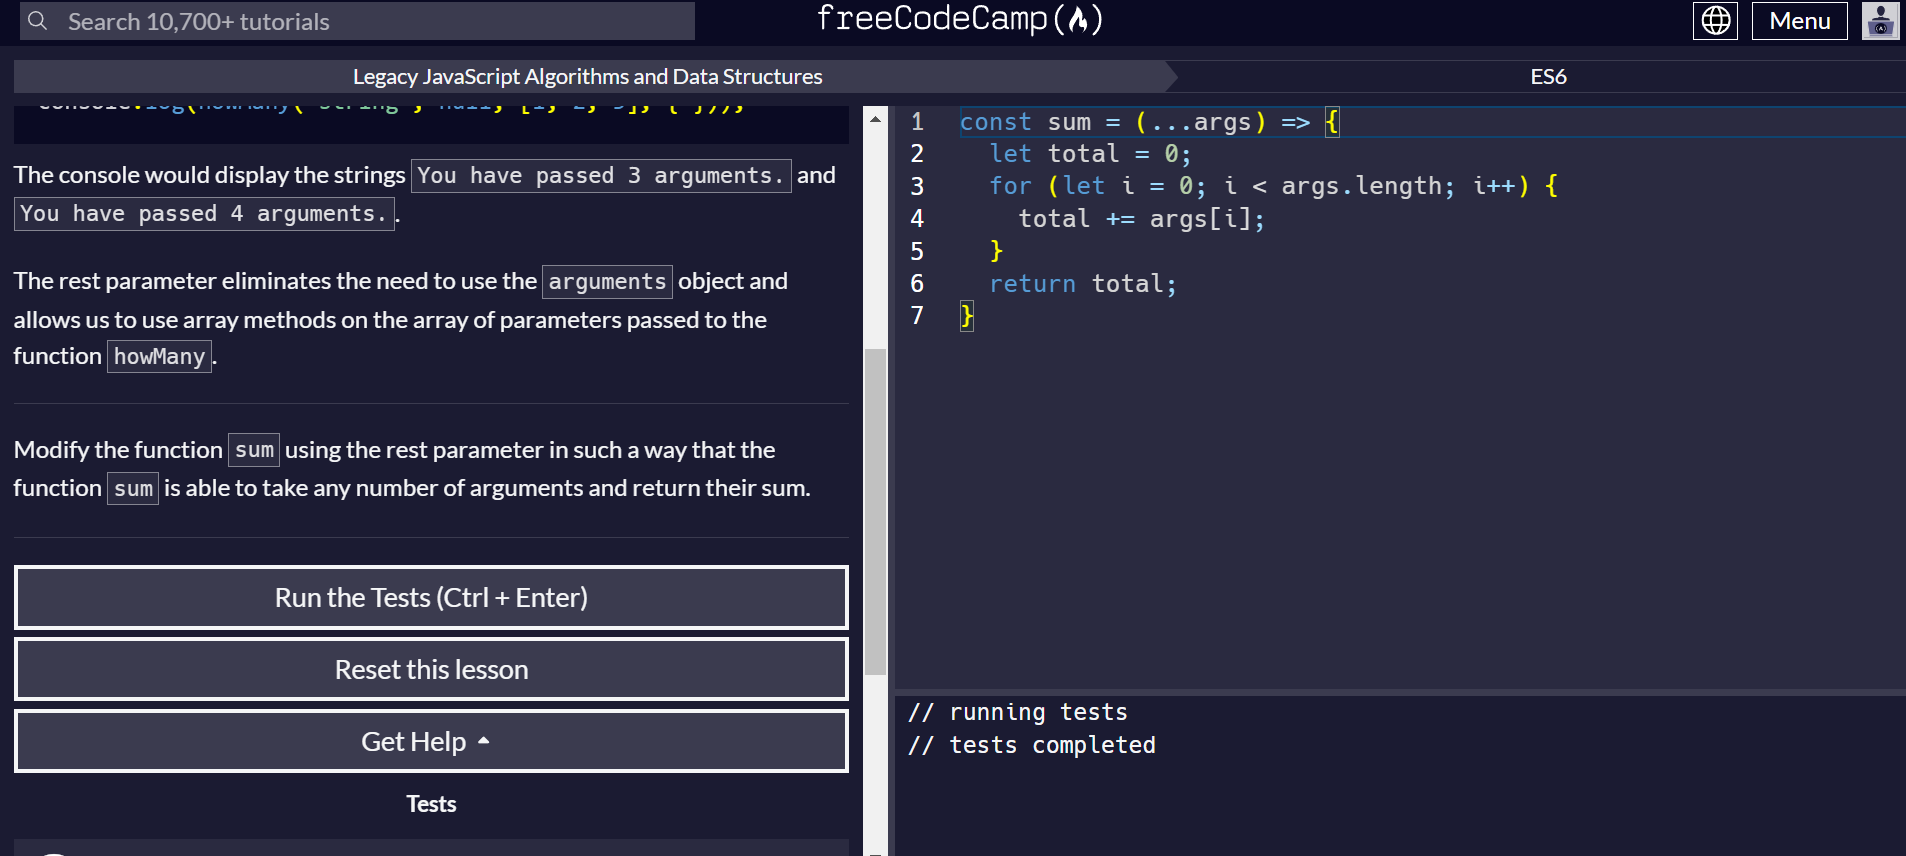 Search 10,700+ tutorials
freeCodeCamp
Menu
Legacy JavaScript Algorithms and Data Structures
ES6
The console would display the strings You have passed 3 arguments. and
You have passed 4 arguments..
The rest parameter eliminates the need to use the arguments object and
allows us to use array methods on the array of parameters passed to the
function howMany.
Modify the function sum using the rest parameter in such a way that the
function sum is able to take any number of arguments and return their sum.
Run the Tests (Ctrl + Enter)
Reset this lesson
Get Help
Tests
1 const sum = (...args) => {
2 let total = 0;
3 for (let i = 0; i < args.length; i++) {
4 total += args[i];
5 }
6 return total;
7 }
// running tests
// tests completed